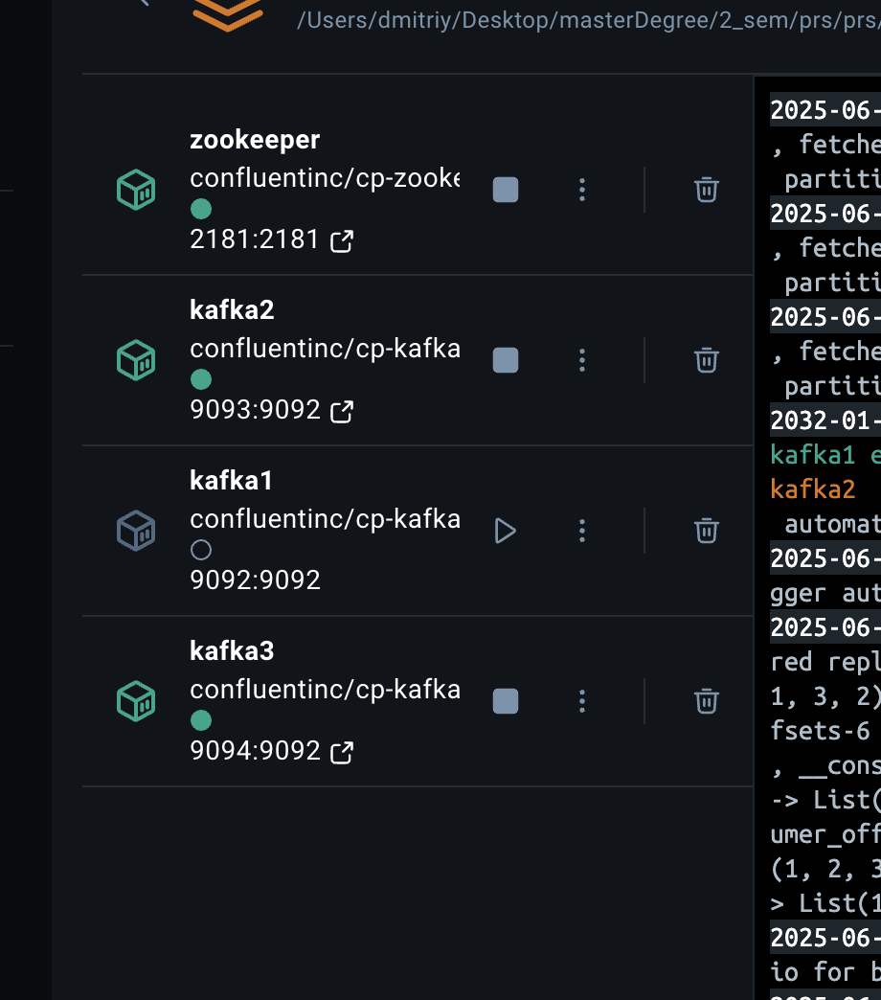 /Users/dmitriy/Desktop/masterDegree/2_sem/prs/prs/
zookeeper
confluentinc/cp-zooke
2181:2181
kafka2
confluentinc/cp-kafka
9093:9092
kafka1
confluentinc/cp-kafka
9092:9092
kafka3
confluentinc/cp-kafka
9094:9092
2025-06-
, fetche
partiti
2025-06-
, fetche
partiti
2025-06-
, fetche
partiti
2032-01-
kafka1 e
kafka2
automat
2025-06-
gger aut
2025-06-
red repl
1, 3, 2)
fsets-6
, __cons
-> List(
umer_off
(1, 2, 3
> List(1
2025-06-
io for b
2025-06-